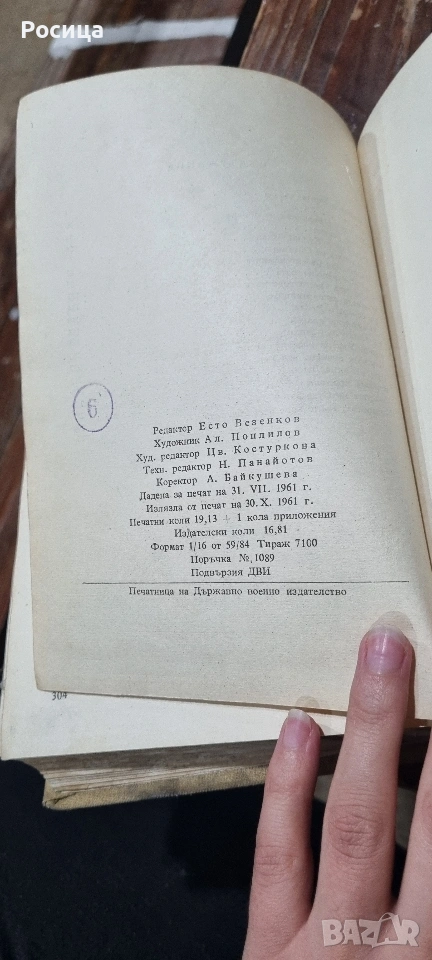 Росица
6
Редактор Есто Везенков
Художник Ал. Поплилов
Худ. редактор Цв. Костуркова
Техн. редактор Н. Панайотов
Коректор А. Байкушева
Дадена за печат на 31. VII. 1961 г.
Излязла от печат на 30. X. 1961 г.
Печатни коли 19,13 + 1 кола приложения
Издателски коли 16,81
Формат 1/16 от 59/84 Тираж 7100
Поръчка № 1089
Подвързия ДВИ
Печатница на Държавно военно издателство
304
BAZAR